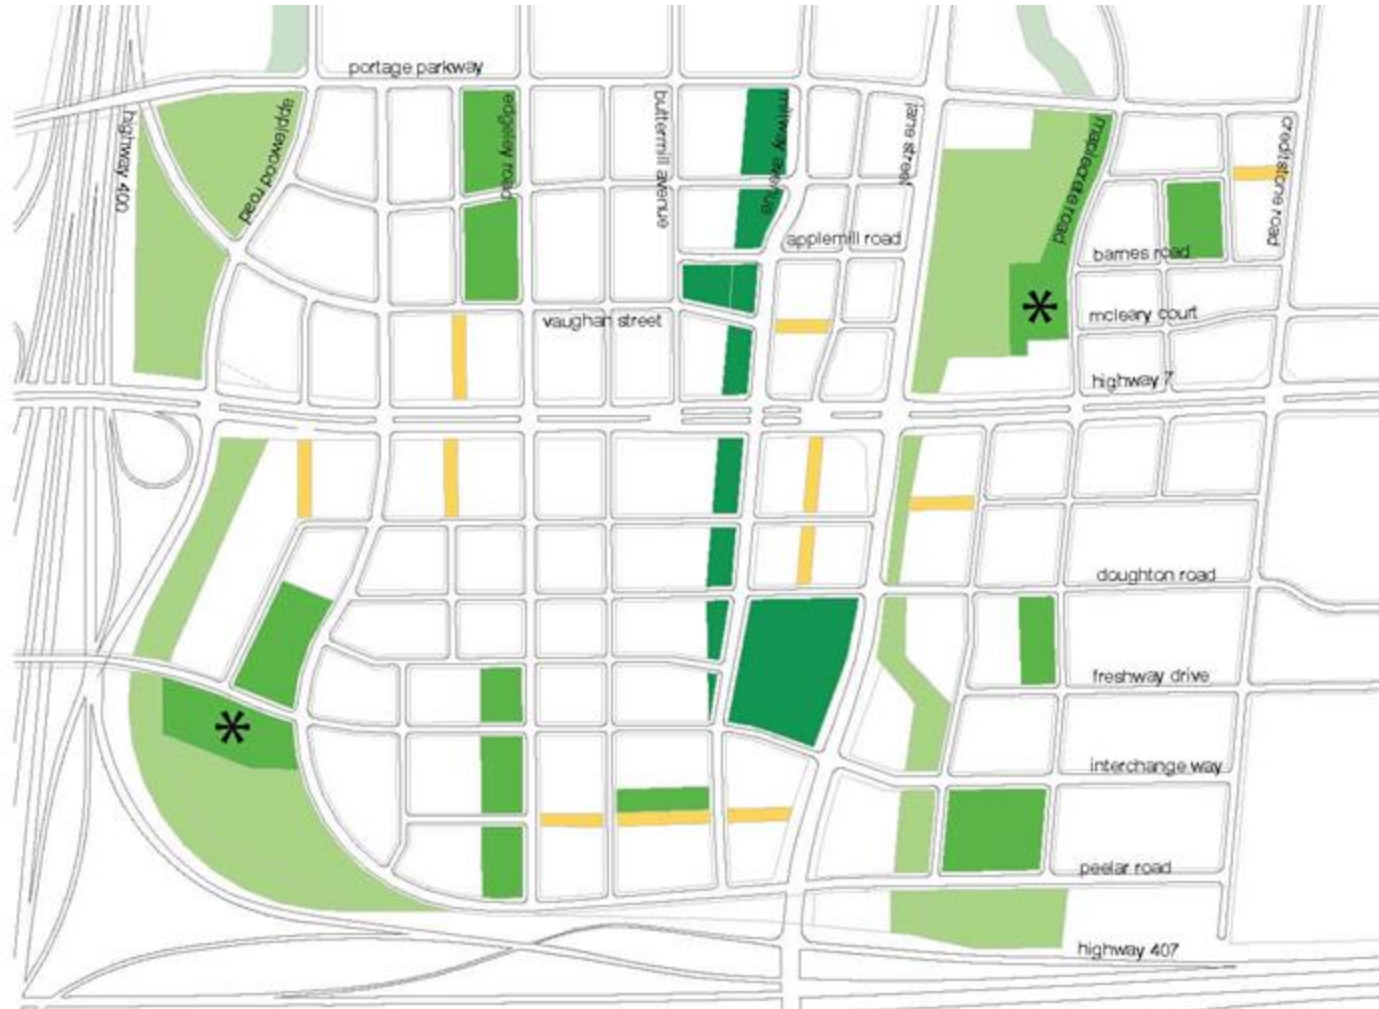 portage parkway
highway 400
applewood road
edgeley road
buttermill avenue
millway avenue
jane street
maplecrete road
creditstone road
applemill road
barnes road
vaughan street
mcleary court
highway 7
doughton road
freshway drive
interchange way
peelar road
highway 407
*
*